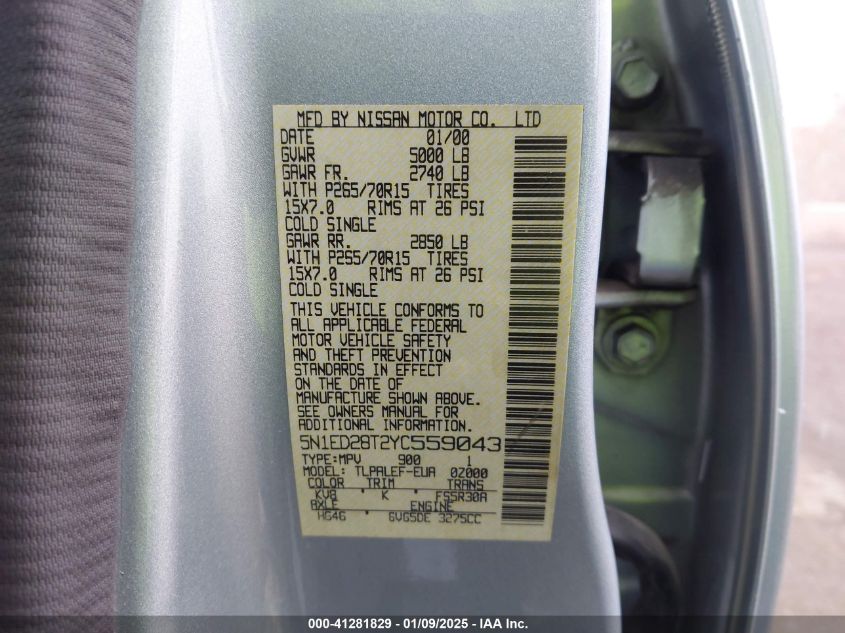 MFD BY NISSAN MOTOR CO. LTD
DATE 01/00
GVWR 5000 LB
GAWR FR. 2740 LB
WITH P265/70R15 TIRES
15X7.0 RIMS AT 26 PSI
COLD SINGLE
GAWR RR. 2850 LB
WITH P265/70R15 TIRES
15X7.0 RIMS AT 26 PSI
COLD SINGLE
THIS VEHICLE CONFORMS TO
ALL APPLICABLE FEDERAL
MOTOR VEHICLE SAFETY
AND THEFT PREVENTION
STANDARDS IN EFFECT
ON THE DATE OF
MANUFACTURE SHOWN ABOVE.
SEE OWNERS MANUAL FOR
ADDITIONAL INFORMATION.
5N1ED28T2YC559043
TYPE:MPV 900 1
MODEL: TLPALEF-EUA 0Z000
COLOR TRIM TRANS
KV8 K FS5R30A
AXLE ENGINE
HG46 6VG5DE 3275CC
000-41281829 - 01/09/2025 - IAA Inc.